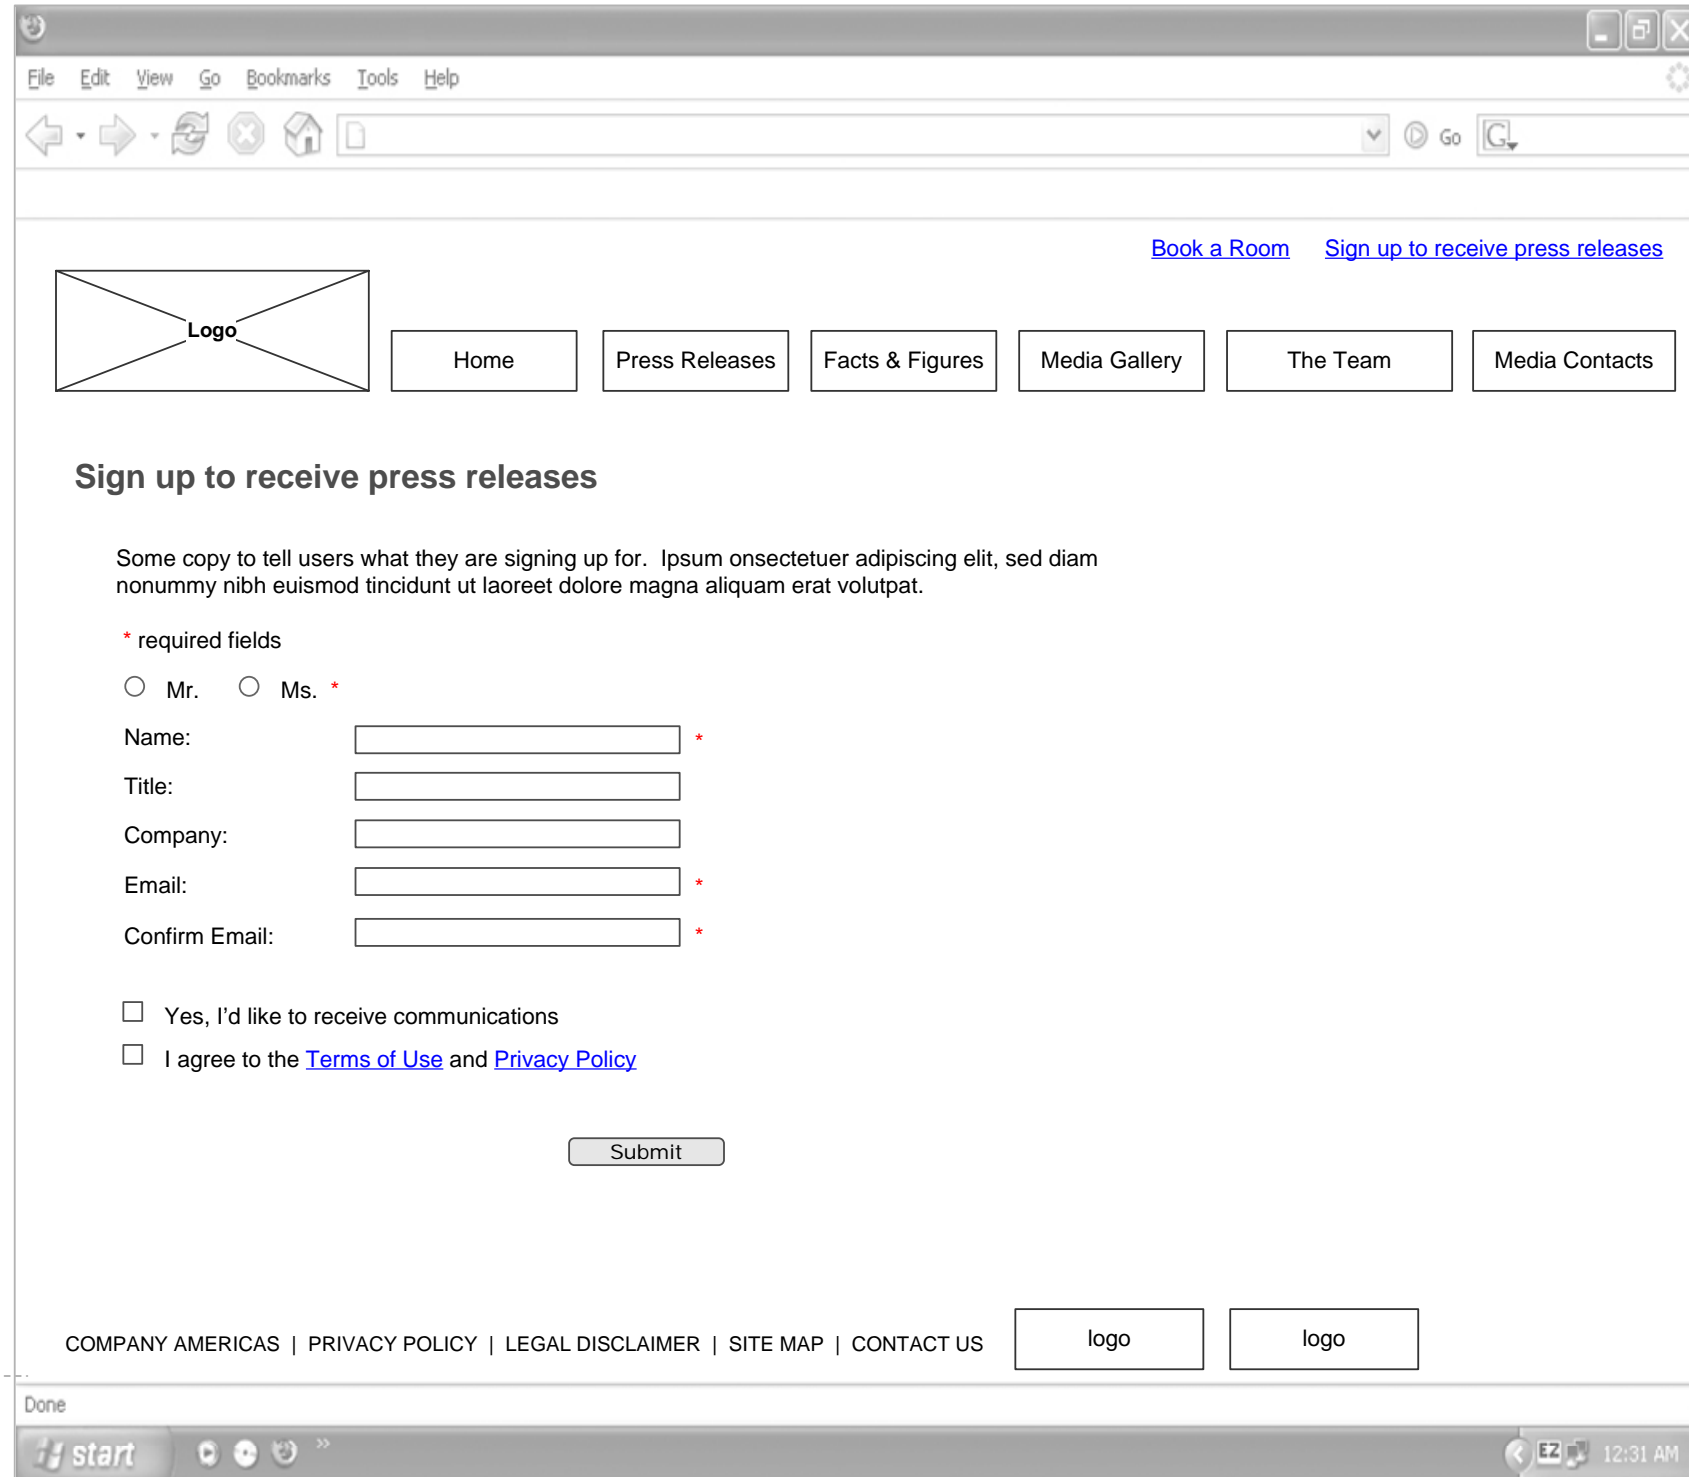 File Edit View Go Bookmarks Tools Help
Go G
Book a Room Sign up to receive press releases
Logo
Home Press Releases Facts & Figures Media Gallery The Team Media Contacts
Sign up to receive press releases
Some copy to tell users what they are signing up for.  Ipsum onsectetuer adipiscing elit, sed diam
nonummy nibh euismod tincidunt ut laoreet dolore magna aliquam erat volutpat.
* required fields
Mr. Ms. *
Name: *
Title:
Company:
Email: *
Confirm Email: *
Yes, I’d like to receive communications
I agree to the Terms of Use and Privacy Policy
Submit
COMPANY AMERICAS | PRIVACY POLICY | LEGAL DISCLAIMER | SITE MAP | CONTACT US logo logo
Done
start » EZ 12:31 AM